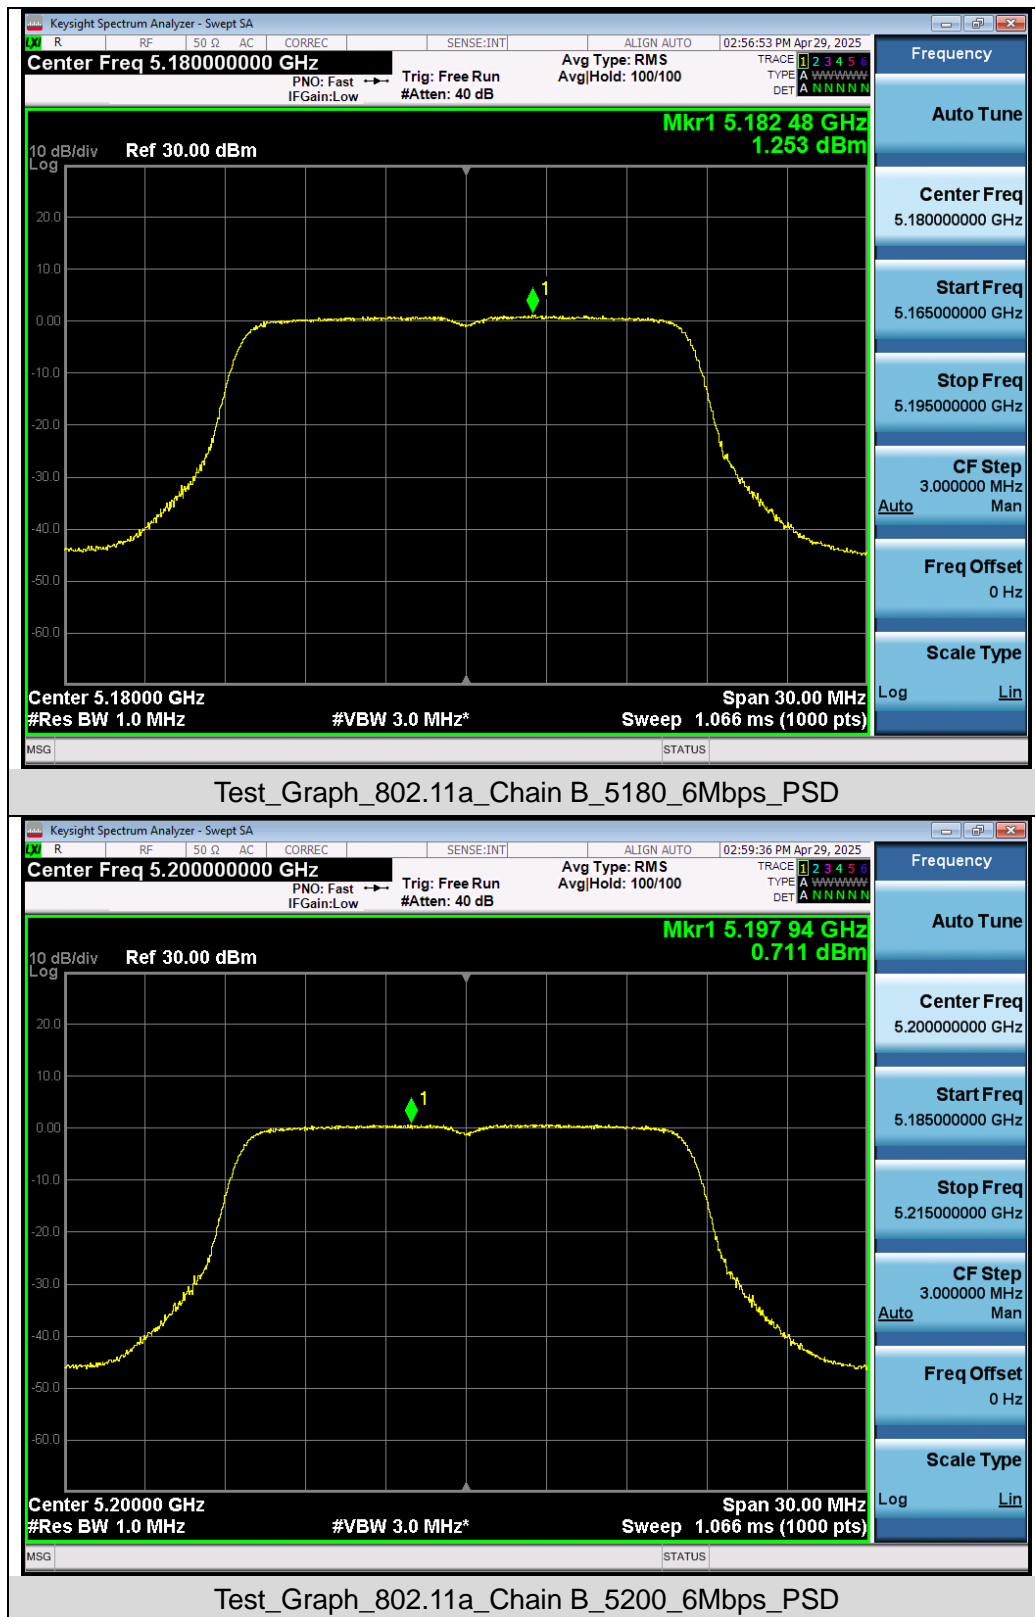 Keysight Spectrum Analyzer - Swept SA
LXI R RF 50 Ω AC CORREC SENSE:INT ALIGN AUTO 02:56:53 PM Apr 29, 2025
Center Freq 5.180000000 GHz
PNO: Fast
IFGain:Low
Trig: Free Run
#Atten: 40 dB
Avg Type: RMS
Avg|Hold: 100/100
TRACE 1 2 3 4 5 6
TYPE A WWWWW
DET A N N N N N
Mkr1 5.182 48 GHz
1.253 dBm
10 dB/div Ref 30.00 dBm
Log
20.0
10.0
0.00
-10.0
-20.0
-30.0
-40.0
-50.0
-60.0
1
Center 5.18000 GHz Span 30.00 MHz
#Res BW 1.0 MHz #VBW 3.0 MHz* Sweep 1.066 ms (1000 pts)
MSG STATUS
Frequency
Auto Tune
Center Freq
5.180000000 GHz
Start Freq
5.165000000 GHz
Stop Freq
5.195000000 GHz
CF Step
3.000000 MHz
Auto Man
Freq Offset
0 Hz
Scale Type
Log Lin
Test_Graph_802.11a_Chain B_5180_6Mbps_PSD
Keysight Spectrum Analyzer - Swept SA
LXI R RF 50 Ω AC CORREC SENSE:INT ALIGN AUTO 02:59:36 PM Apr 29, 2025
Center Freq 5.200000000 GHz
PNO: Fast
IFGain:Low
Trig: Free Run
#Atten: 40 dB
Avg Type: RMS
Avg|Hold: 100/100
TRACE 1 2 3 4 5 6
TYPE A WWWWW
DET A N N N N N
Mkr1 5.197 94 GHz
0.711 dBm
10 dB/div Ref 30.00 dBm
Log
20.0
10.0
0.00
-10.0
-20.0
-30.0
-40.0
-50.0
-60.0
1
Center 5.20000 GHz Span 30.00 MHz
#Res BW 1.0 MHz #VBW 3.0 MHz* Sweep 1.066 ms (1000 pts)
MSG STATUS
Frequency
Auto Tune
Center Freq
5.200000000 GHz
Start Freq
5.185000000 GHz
Stop Freq
5.215000000 GHz
CF Step
3.000000 MHz
Auto Man
Freq Offset
0 Hz
Scale Type
Log Lin
Test_Graph_802.11a_Chain B_5200_6Mbps_PSD